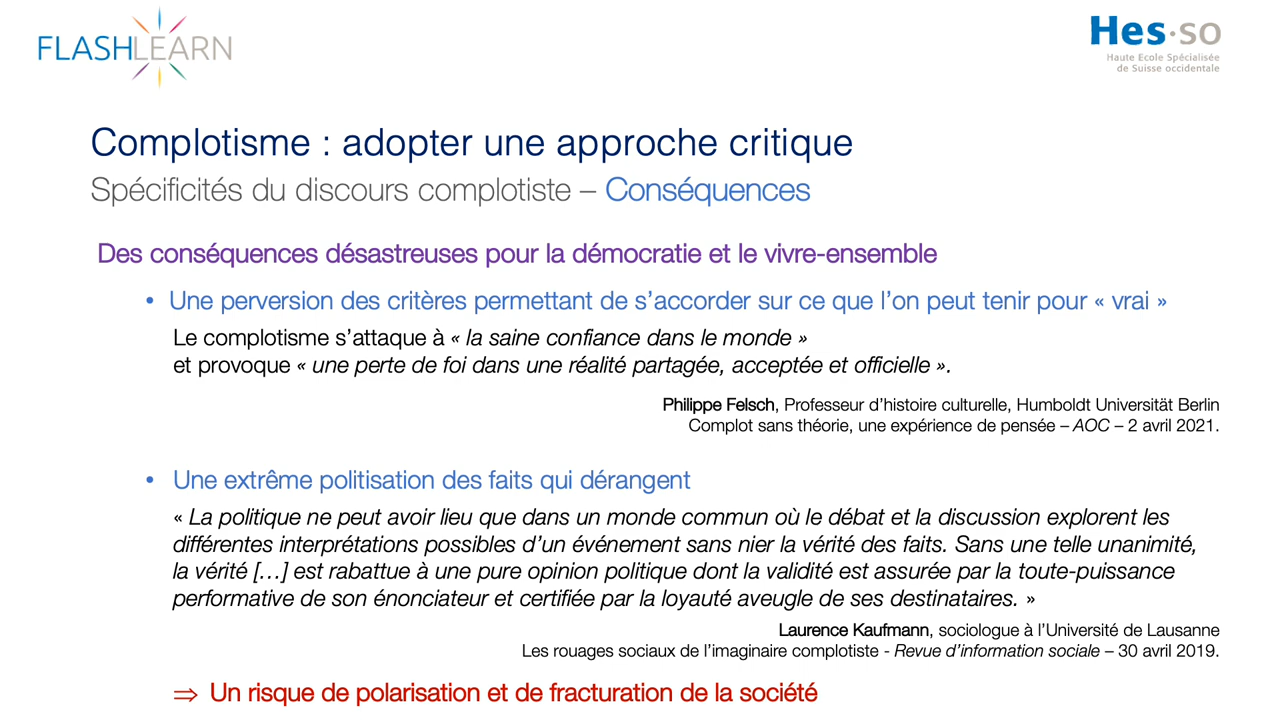 FLASHLEARN
Hes·so
Haute Ecole Spécialisée
de Suisse occidentale
Complotisme : adopter une approche critique
Spécificités du discours complotiste – Conséquences
Des conséquences désastreuses pour la démocratie et le vivre-ensemble
• Une perversion des critères permettant de s’accorder sur ce que l’on peut tenir pour « vrai »
Le complotisme s’attaque à « la saine confiance dans le monde »
et provoque « une perte de foi dans une réalité partagée, acceptée et officielle ».
Philippe Felsch, Professeur d’histoire culturelle, Humboldt Universität Berlin
Complot sans théorie, une expérience de pensée – AOC – 2 avril 2021.
• Une extrême politisation des faits qui dérangent
« La politique ne peut avoir lieu que dans un monde commun où le débat et la discussion explorent les
différentes interprétations possibles d’un événement sans nier la vérité des faits. Sans une telle unanimité,
la vérité […] est rabattue à une pure opinion politique dont la validité est assurée par la toute-puissance
performative de son énonciateur et certifiée par la loyauté aveugle de ses destinataires. »
Laurence Kaufmann, sociologue à l’Université de Lausanne
Les rouages sociaux de l’imaginaire complotiste - Revue d’information sociale – 30 avril 2019.
⇒ Un risque de polarisation et de fracturation de la société